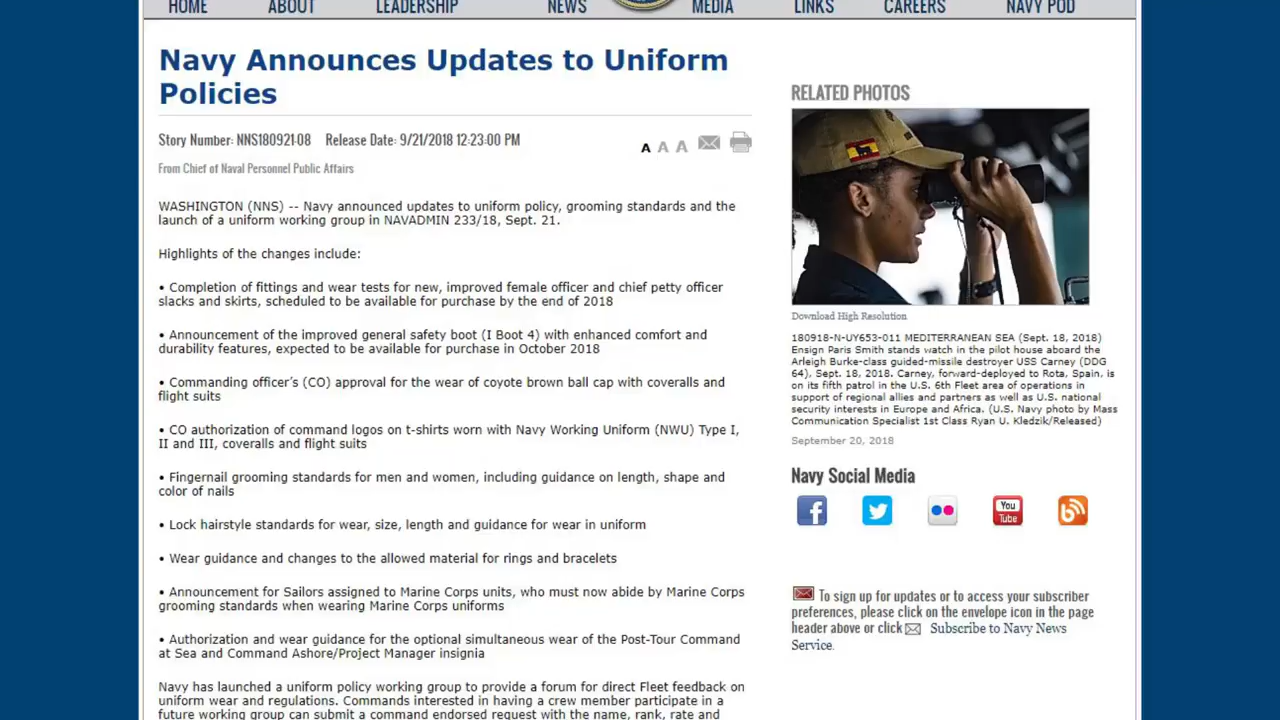 HOME ABOUT LEADERSHIP NEWS MEDIA LINKS CAREERS NAVY POD
Navy Announces Updates to Uniform
Policies
Story Number: NNS180921-08 Release Date: 9/21/2018 12:23:00 PM
A A A
From Chief of Naval Personnel Public Affairs
WASHINGTON (NNS) -- Navy announced updates to uniform policy, grooming standards and the
launch of a uniform working group in NAVADMIN 233/18, Sept. 21.
Highlights of the changes include:
• Completion of fittings and wear tests for new, improved female officer and chief petty officer
slacks and skirts, scheduled to be available for purchase by the end of 2018
• Announcement of the improved general safety boot (I Boot 4) with enhanced comfort and
durability features, expected to be available for purchase in October 2018
• Commanding officer's (CO) approval for the wear of coyote brown ball cap with coveralls and
flight suits
• CO authorization of command logos on t-shirts worn with Navy Working Uniform (NWU) Type I,
II and III, coveralls and flight suits
• Fingernail grooming standards for men and women, including guidance on length, shape and
color of nails
• Lock hairstyle standards for wear, size, length and guidance for wear in uniform
• Wear guidance and changes to the allowed material for rings and bracelets
• Announcement for Sailors assigned to Marine Corps units, who must now abide by Marine Corps
grooming standards when wearing Marine Corps uniforms
• Authorization and wear guidance for the optional simultaneous wear of the Post-Tour Command
at Sea and Command Ashore/Project Manager insignia
Navy has launched a uniform policy working group to provide a forum for direct Fleet feedback on
uniform wear and regulations. Commands interested in having a crew member participate in a
future working group can submit a command endorsed request with the name, rank, rate and
RELATED PHOTOS
Download High Resolution
180918-N-UY653-011 MEDITERRANEAN SEA (Sept. 18, 2018)
Ensign Paris Smith stands watch in the pilot house aboard the
Arleigh Burke-class guided-missile destroyer USS Carney (DDG
64), Sept. 18, 2018. Carney, forward-deployed to Rota, Spain, is
on its fifth patrol in the U.S. 6th Fleet area of operations in
support of regional allies and partners as well as U.S. national
security interests in Europe and Africa. (U.S. Navy photo by Mass
Communication Specialist 1st Class Ryan U. Kledzik/Released)
September 20, 2018
Navy Social Media
You
Tube
To sign up for updates or to access your subscriber
preferences, please click on the envelope icon in the page
header above or click Subscribe to Navy News
Service.